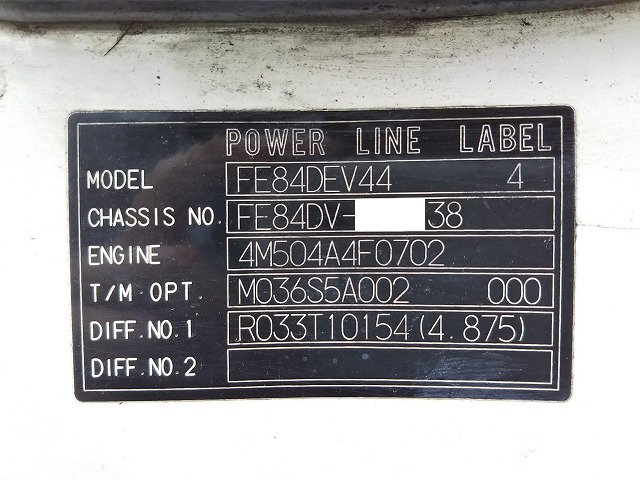 POWER LINE LABEL
MODEL FE84DEV44 4
CHASSIS NO. FE84DV- 38
ENGINE 4M504A4F0702
T/M OPT. M036S5A002 000
DIFF.NO.1 R033T10154(4.875)
DIFF.NO.2